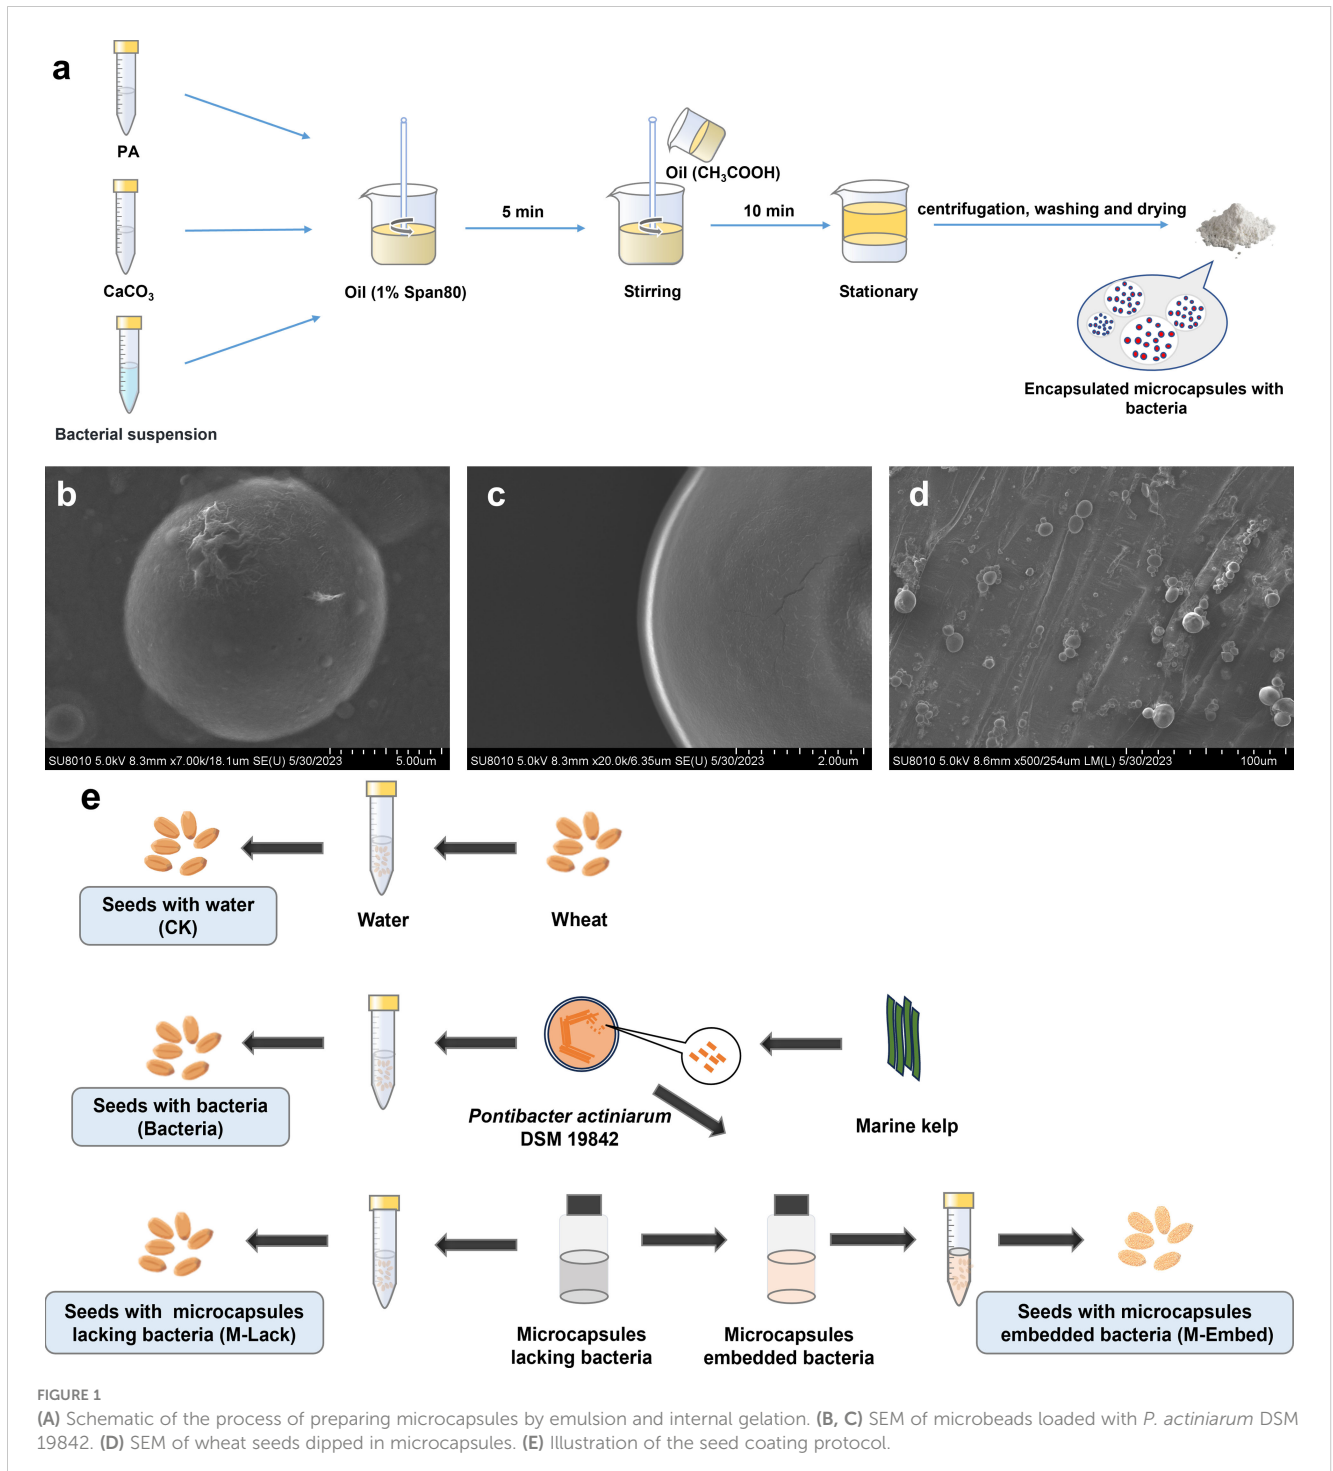 a
PA
CaCO₃
Bacterial suspension
Oil (1% Span80)
5 min
Oil (CH₃COOH)
Stirring
10 min
Stationary
centrifugation, washing and drying
Encapsulated microcapsules with
bacteria
b
SU8010 5.0kV 8.3mm x7.00k/18.1um SE(U) 5/30/2023 5.00um
c
SU8010 5.0kV 8.3mm x20.0k/6.35um SE(U) 5/30/2023 2.00um
d
SU8010 5.0kV 8.6mm x500/254um LM(L) 5/30/2023 100um
e
Seeds with water
(CK)
Water
Wheat
Seeds with bacteria
(Bacteria)
Pontibacter actiniarum
DSM 19842
Marine kelp
Seeds with microcapsules
lacking bacteria (M-Lack)
Microcapsules
lacking bacteria
Microcapsules
embedded bacteria
Seeds with microcapsules
embedded bacteria (M-Embed)
FIGURE 1
(A) Schematic of the process of preparing microcapsules by emulsion and internal gelation. (B, C) SEM of microbeads loaded with P. actiniarum DSM
19842. (D) SEM of wheat seeds dipped in microcapsules. (E) Illustration of the seed coating protocol.